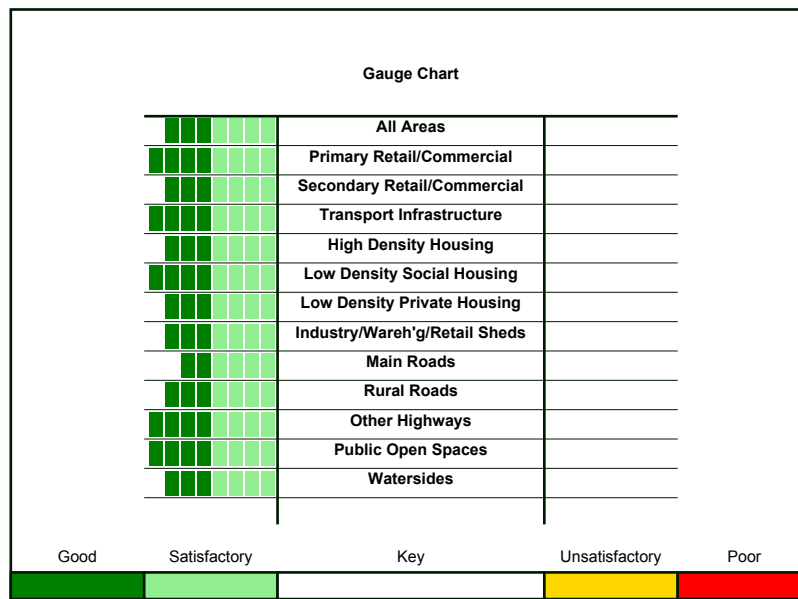 Gauge Chart
All Areas
Primary Retail/Commercial
Secondary Retail/Commercial
Transport Infrastructure
High Density Housing
Low Density Social Housing
Low Density Private Housing
Industry/Wareh'g/Retail Sheds
Main Roads
Rural Roads
Other Highways
Public Open Spaces
Watersides
Good Satisfactory Key Unsatisfactory Poor